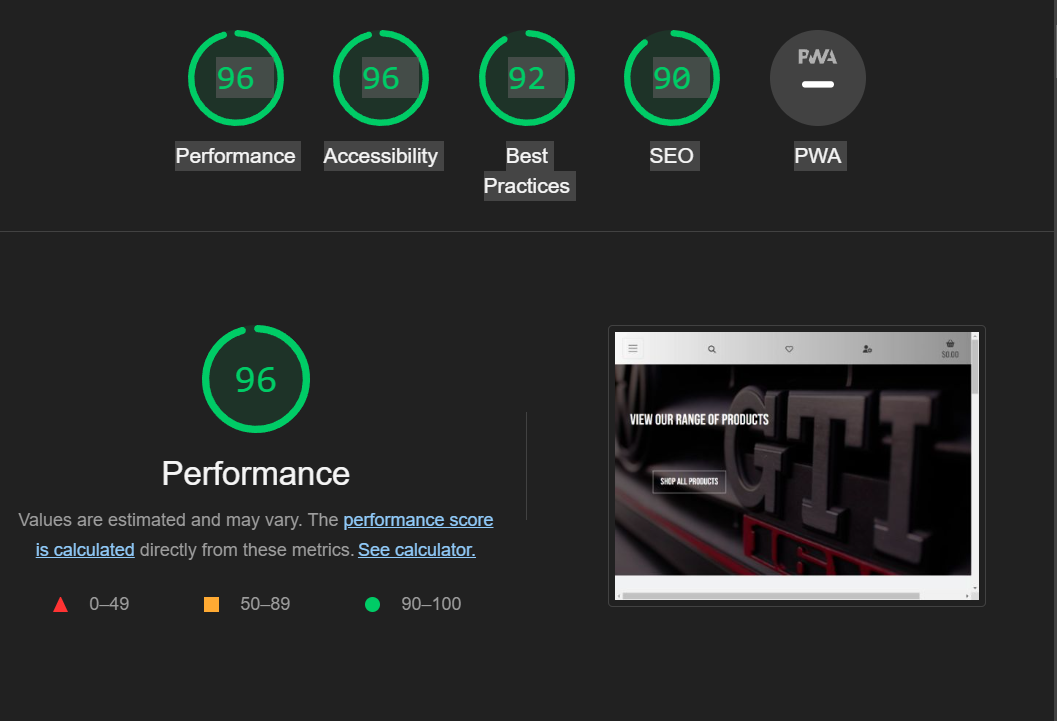 96
96
92
90
PWA
Performance
Accessibility
Best
Practices
SEO
PWA
96
Performance
Values are estimated and may vary. The performance score
is calculated directly from these metrics. See calculator.
0–49
50–89
90–100
$0.00
VIEW OUR RANGE OF PRODUCTS
GTI
SHOP ALL PRODUCTS